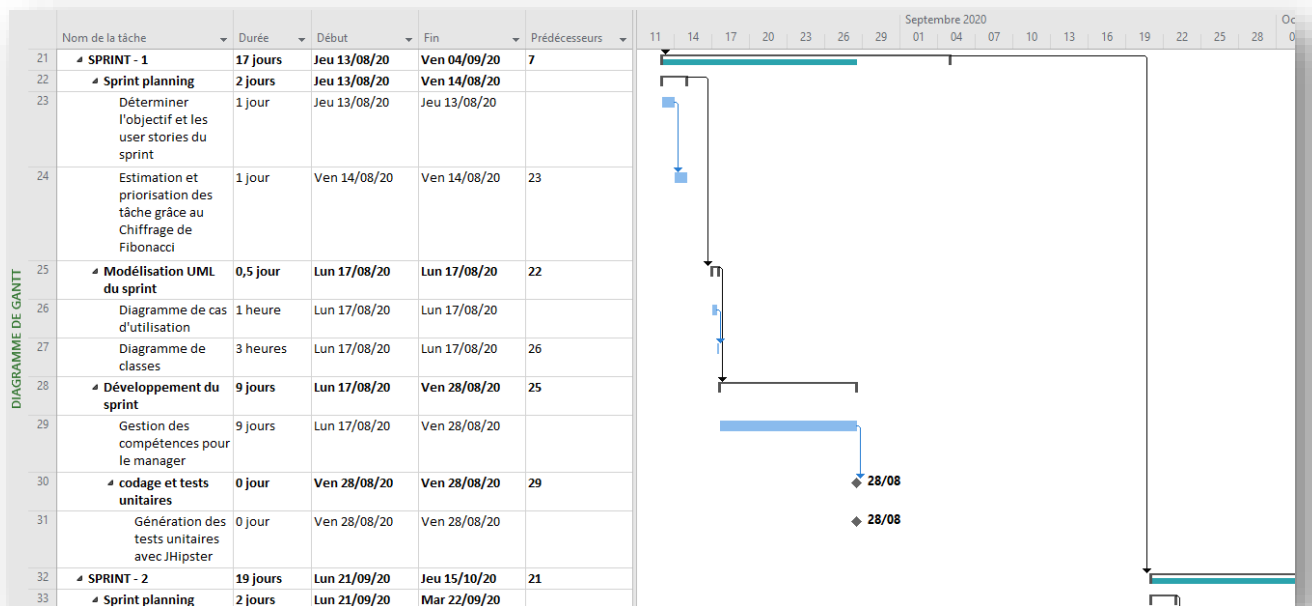 Septembre 2020 Oc
Nom de la tâche Durée Début Fin Prédécesseurs 11 14 17 20 23 26 29 01 04 07 10 13 16 19 22 25 28 0
DIAGRAMME DE GANTT
21 SPRINT - 1 17 jours Jeu 13/08/20 Ven 04/09/20 7
22 Sprint planning 2 jours Jeu 13/08/20 Ven 14/08/20
23 Déterminer 1 jour Jeu 13/08/20 Jeu 13/08/20
l'objectif et les
user stories du
sprint
24 Estimation et 1 jour Ven 14/08/20 Ven 14/08/20 23
priorisation des
tâche grâce au
Chiffrage de
Fibonacci
25 Modélisation UML 0,5 jour Lun 17/08/20 Lun 17/08/20 22
du sprint
26 Diagramme de cas 1 heure Lun 17/08/20 Lun 17/08/20
d'utilisation
27 Diagramme de 3 heures Lun 17/08/20 Lun 17/08/20 26
classes
28 Développement du 9 jours Lun 17/08/20 Ven 28/08/20 25
sprint
29 Gestion des 9 jours Lun 17/08/20 Ven 28/08/20
compétences pour
le manager
30 codage et tests 0 jour Ven 28/08/20 Ven 28/08/20 29 28/08
unitaires
31 Génération des 0 jour Ven 28/08/20 Ven 28/08/20 28/08
tests unitaires
avec JHipster
32 SPRINT - 2 19 jours Lun 21/09/20 Jeu 15/10/20 21
33 Sprint planning 2 jours Lun 21/09/20 Mar 22/09/20